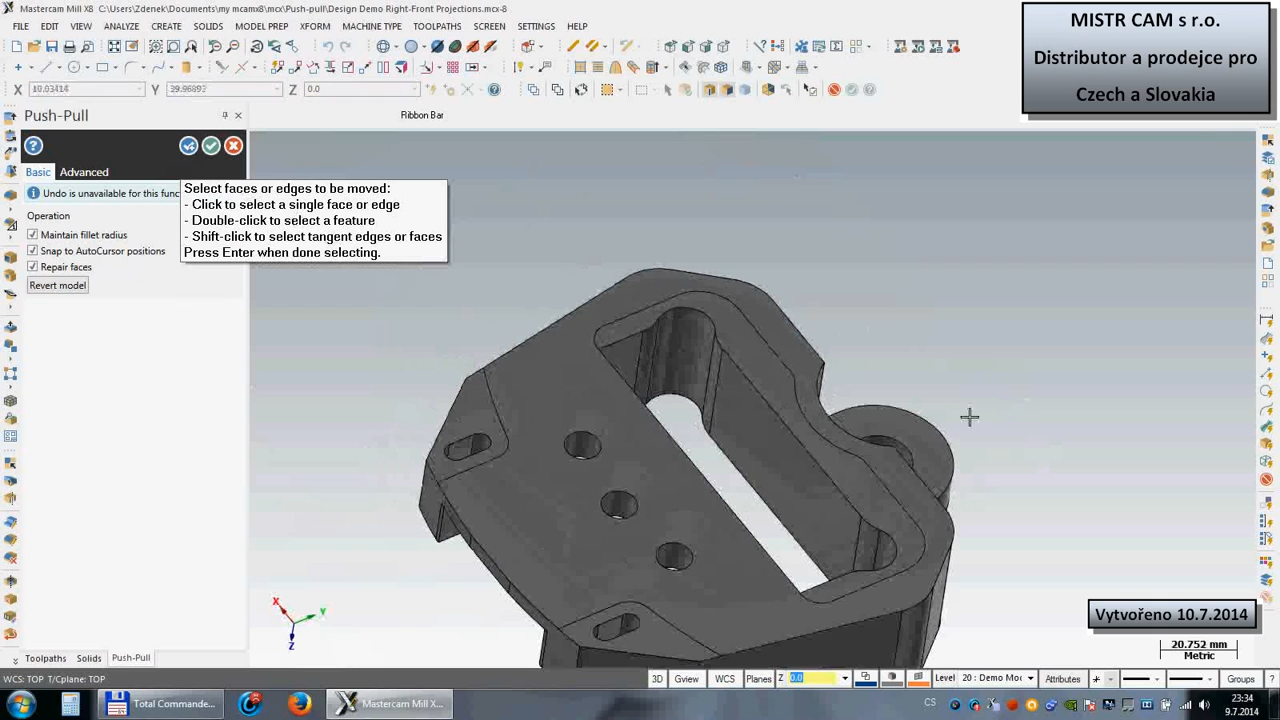 Mastercam Mill X8 C:\Users\Zdenek\Documents\my mcamx8\mcx\Push-pull\Design Demo Right-Front Projections.mcx-8
FILE EDIT VIEW ANALYZE CREATE SOLIDS MODEL PREP XFORM MACHINE TYPE TOOLPATHS SCREEN SETTINGS HELP
MISTR CAM s r.o.
Distributor a prodejce pro
Czech a Slovakia
X 10.03414 Y 39.96893 Z 0.0
Push-Pull
Ribbon Bar
Basic Advanced
Undo is unavailable for this func
Operation
Maintain fillet radius
Snap to AutoCursor positions
Repair faces
Revert model
Select faces or edges to be moved:
- Click to select a single face or edge
- Double-click to select a feature
- Shift-click to select tangent edges or faces
Press Enter when done selecting.
X Y
Z
Vytvořeno 10.7.2014
20.752 mm
Metric
Toolpaths Solids Push-Pull
WCS: TOP T/Cplane: TOP
3D Gview WCS Planes Z 0.0 Level 20 : Demo Moc Attributes Groups ?
Total Commande...
Mastercam Mill X...
CS
23:34
9.7.2014